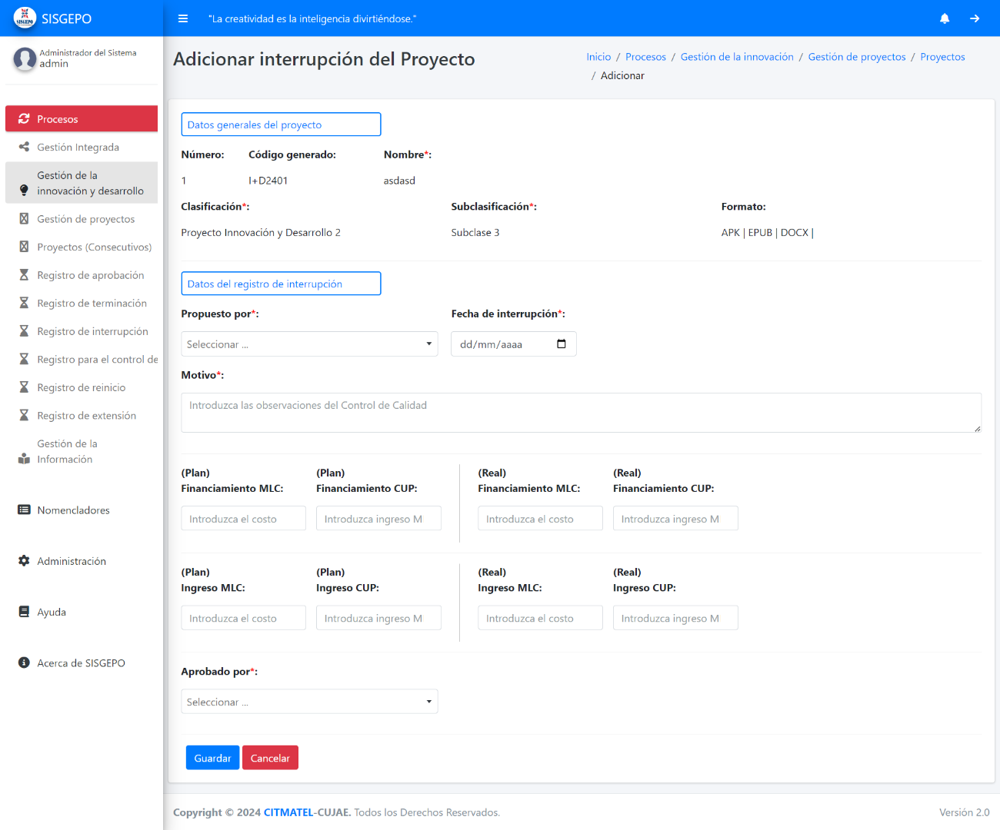 SISGEPO
"La creatividad es la inteligencia divirtiéndose."
Administrador del Sistema
admin
Procesos
Gestión Integrada
Gestión de la
innovación y desarrollo
Gestión de proyectos
Proyectos (Consecutivos)
Registro de aprobación
Registro de terminación
Registro de interrupción
Registro para el control de
Registro de reinicio
Registro de extensión
Gestión de la
Información
Nomencladores
Administración
Ayuda
Acerca de SISGEPO
Adicionar interrupción del Proyecto
Inicio / Procesos / Gestión de la innovación / Gestión de proyectos / Proyectos
/ Adicionar
Datos generales del proyecto
Número: Código generado: Nombre*:
1 I+D2401 asdasd
Clasificación*: Subclasificación*: Formato:
Proyecto Innovación y Desarrollo 2 Subclase 3 APK | EPUB | DOCX |
Datos del registro de interrupción
Propuesto por*: Fecha de interrupción*:
Seleccionar ... dd/mm/aaaa
Motivo*:
Introduzca las observaciones del Control de Calidad
(Plan) (Plan) (Real) (Real)
Financiamiento MLC: Financiamiento CUP: Financiamiento MLC: Financiamiento CUP:
Introduzca el costo Introduzca ingreso M Introduzca el costo Introduzca ingreso M
(Plan) (Plan) (Real) (Real)
Ingreso MLC: Ingreso CUP: Ingreso MLC: Ingreso CUP:
Introduzca el costo Introduzca ingreso M Introduzca el costo Introduzca ingreso M
Aprobado por*:
Seleccionar ...
Guardar Cancelar
Copyright © 2024 CITMATEL-CUJAE. Todos los Derechos Reservados. Versión 2.0